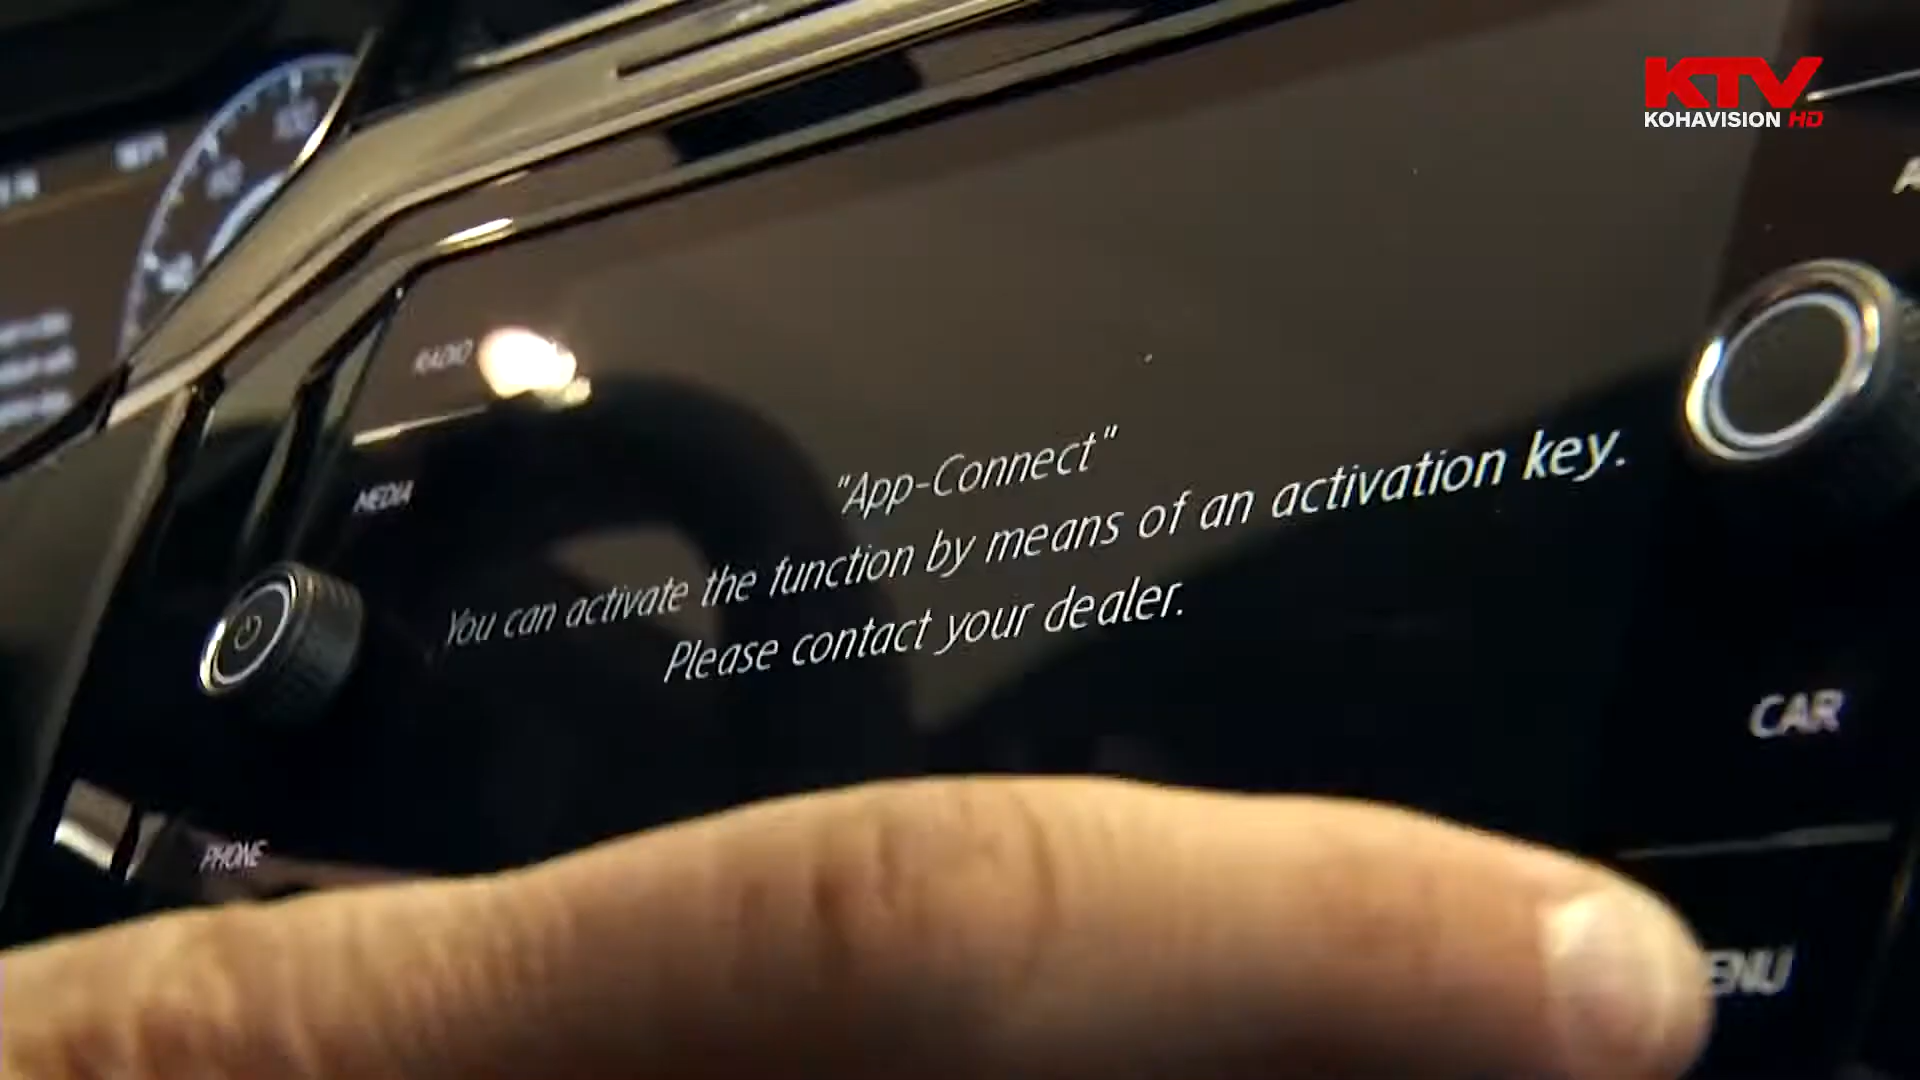 KTV
KOHAVISION HD
RADIO
MEDIA
"App-Connect"
You can activate the function by means of an activation key.
Please contact your dealer.
CAR
PHONE
ENU